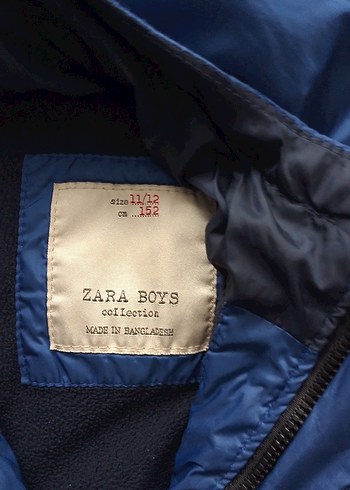 size 11/12
cm 152
ZARA BOYS
collection
MADE IN BANGLADESH